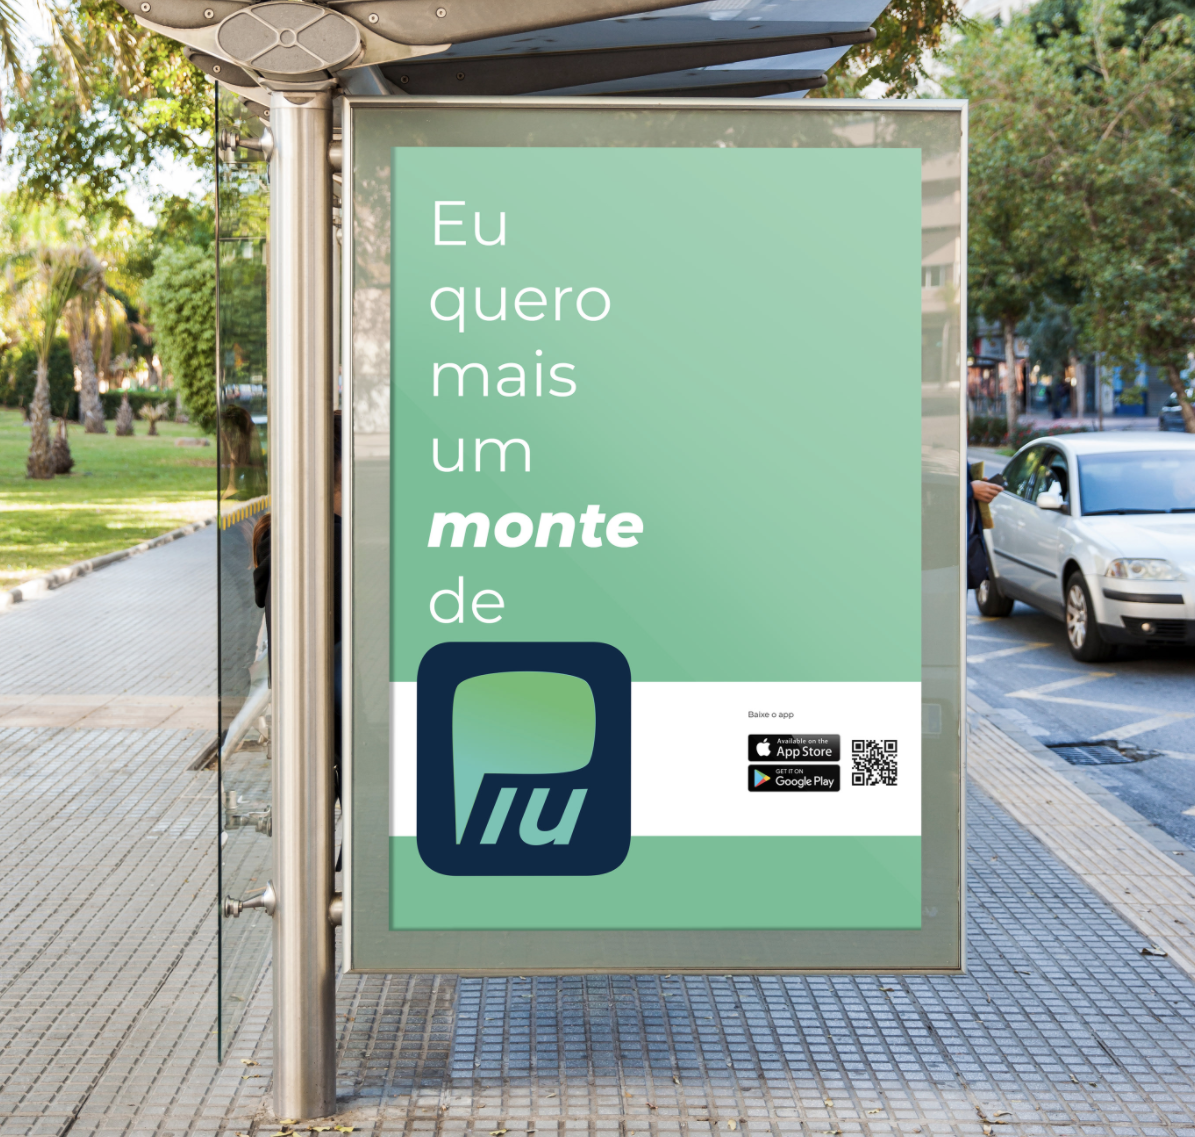 Eu
quero
mais
um
monte
de
Piu
Baixe o app
Available on the
App Store
GET IT ON
Google Play